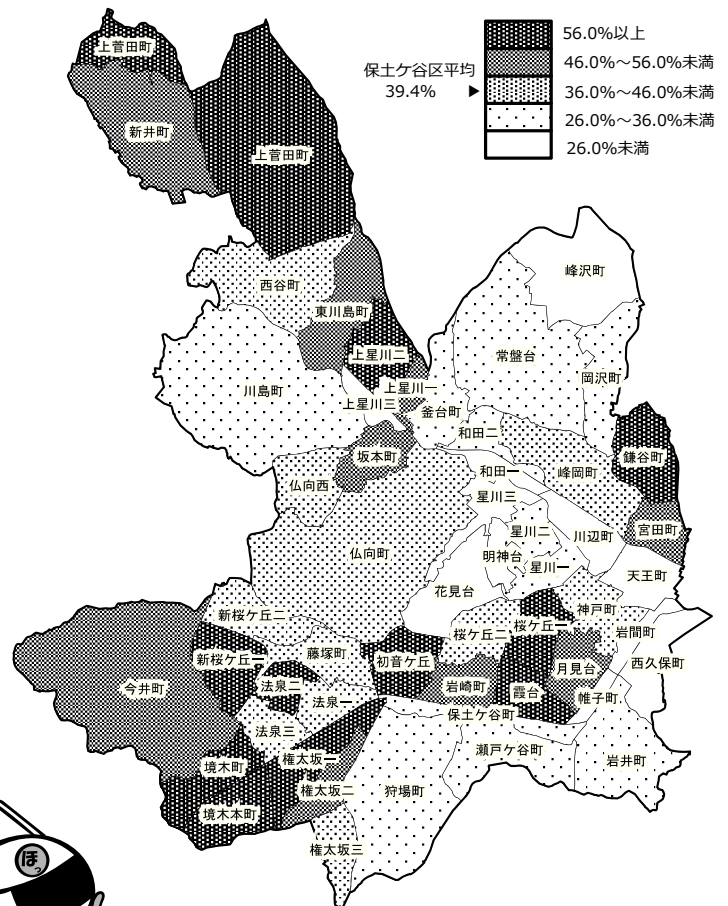 56.0%以上
46.0%～56.0%未満
36.0%～46.0%未満
26.0%～36.0%未満
26.0%未満
保土ケ谷区平均
39.4% ▶
上菅田町
新井町
上菅田町
峰沢町
西谷町
東川島町
上星川二
常盤台
岡沢町
川島町
上星川一
上星川三
釜台町
和田二
鎌谷町
坂本町
和田一
峰岡町
仏向西
星川三
宮田町
星川二
川辺町
仏向町
明神台
星川一
天王町
花見台
新桜ケ丘二
神戸町
桜ケ丘一
岩間町
桜ケ丘二
藤塚町
新桜ケ丘一
初音ケ丘
月見台
西久保町
今井町
法泉二
岩崎町
霞台
帷子町
法泉一
保土ケ谷町
法泉三
瀬戸ケ谷町
権太坂一
岩井町
境木町
権太坂二
狩場町
境木本町
権太坂三
ほっ